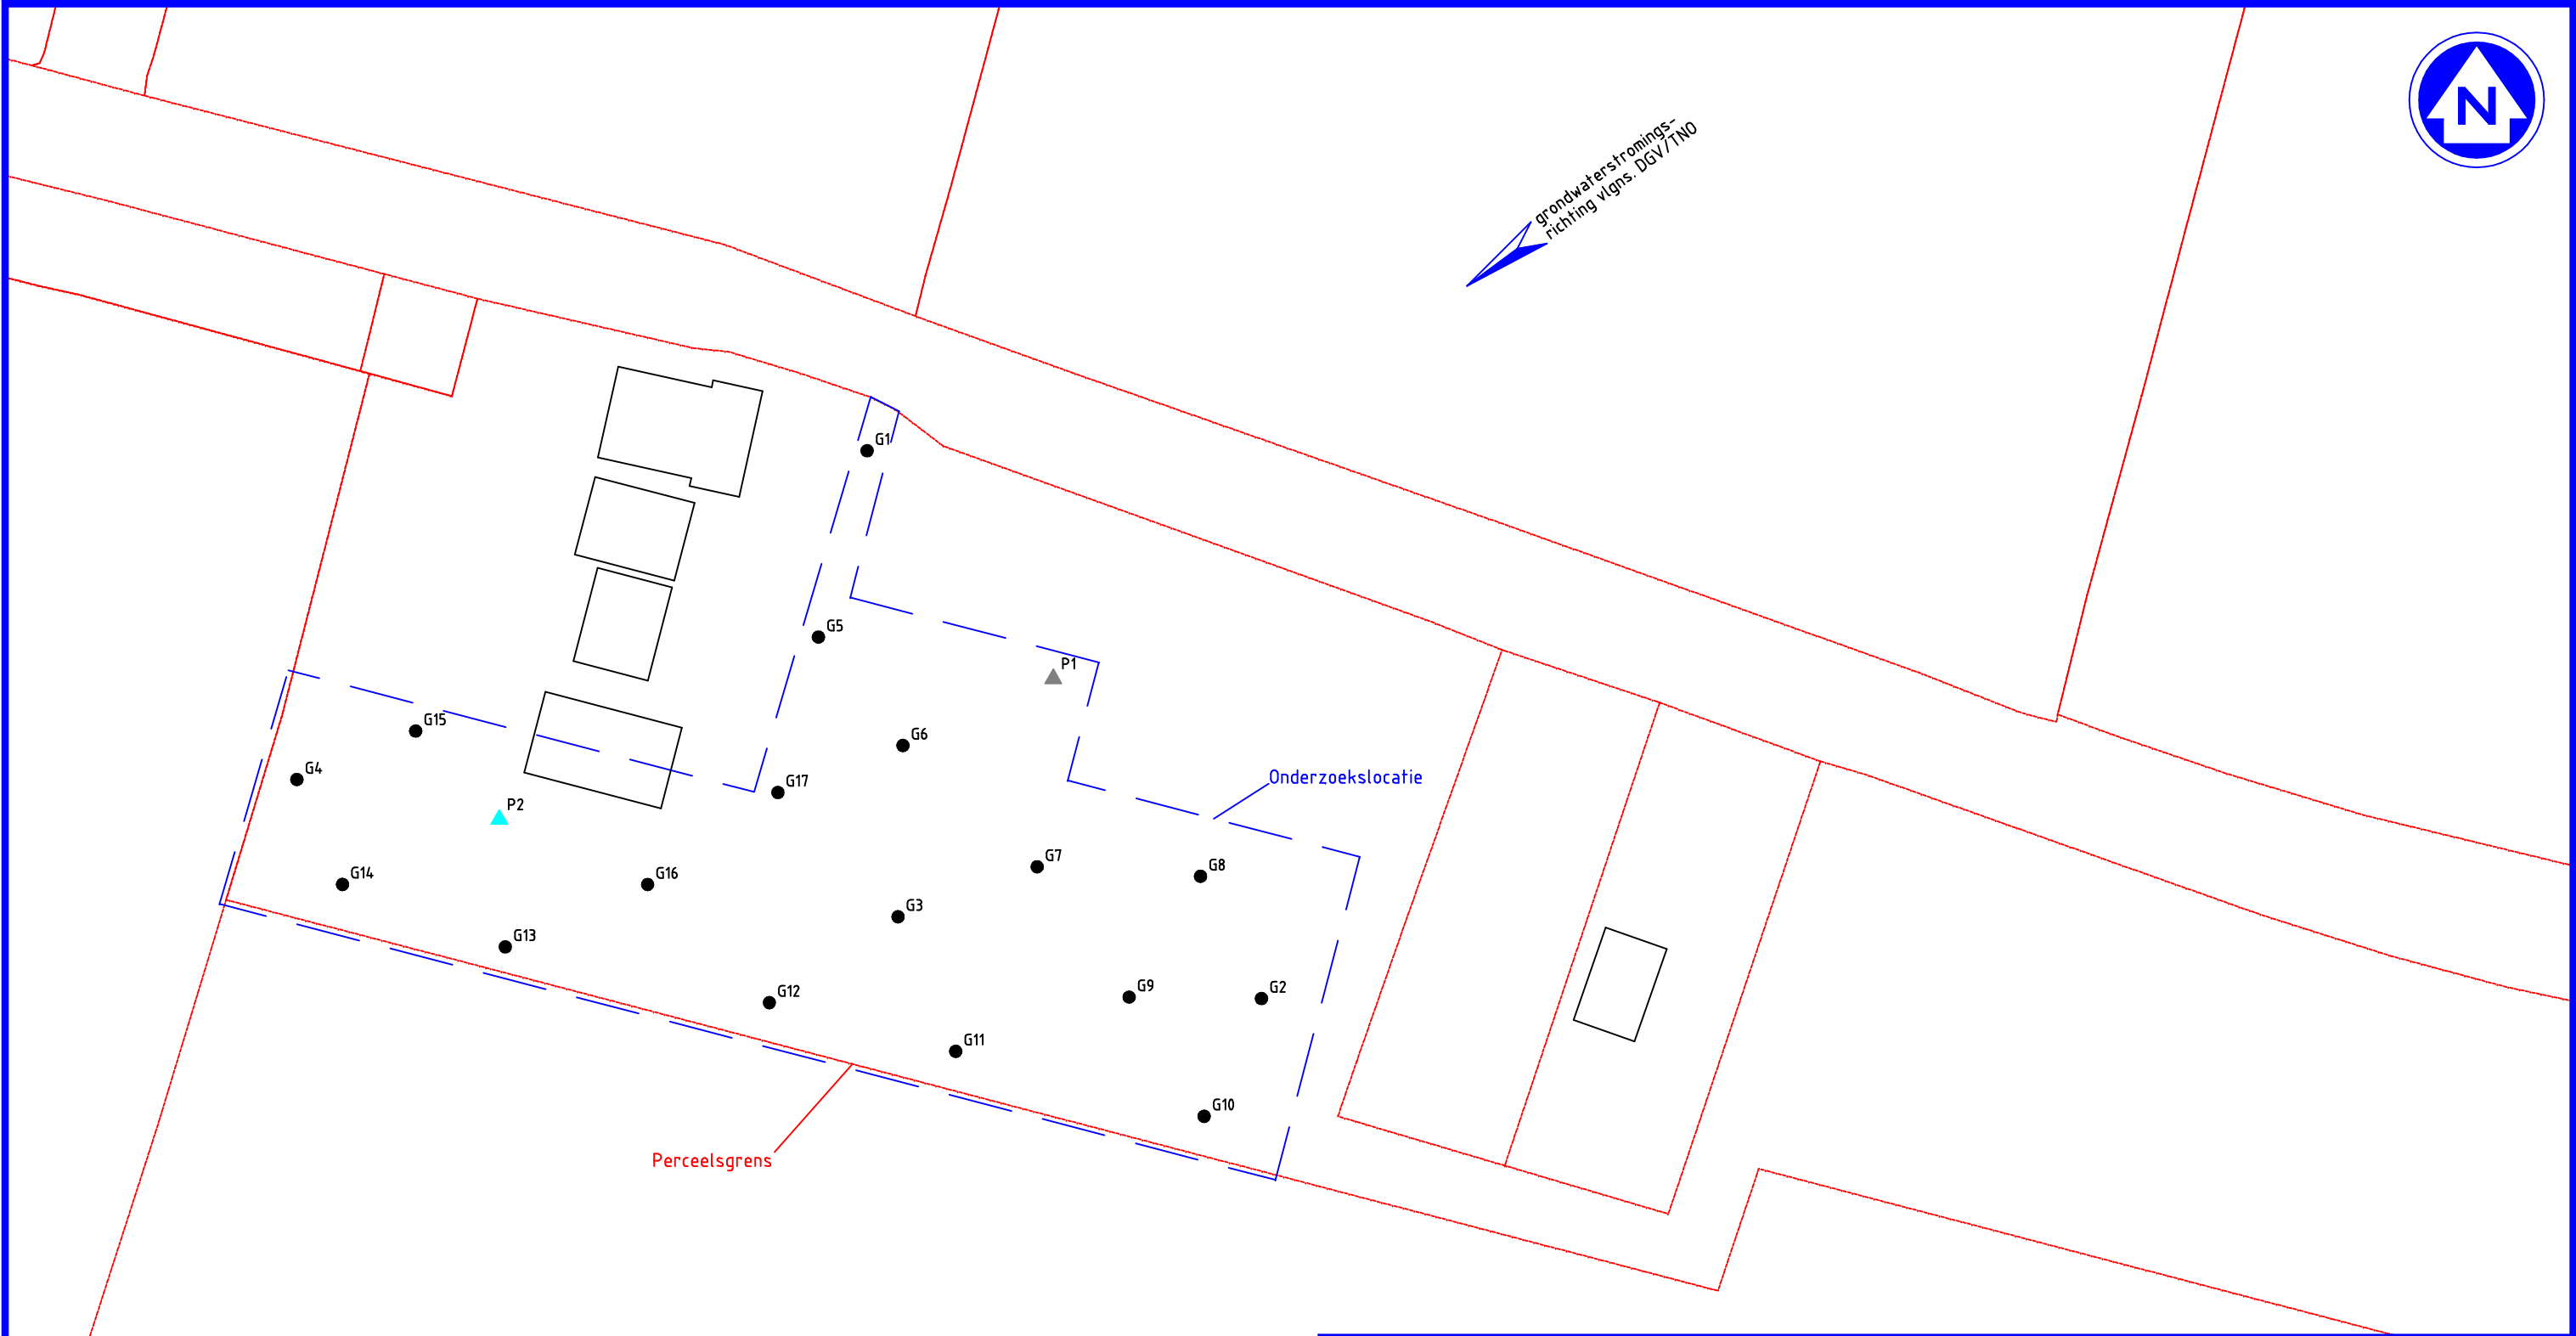 N
grondwaterstromings-
richting vlgns. DGV/TNO
G1
G5
P1
G15
G6
G4
G17
Onderzoekslocatie
P2
G7
G8
G14
G16
G3
G13
G9
G2
G12
G11
G10
Perceelsgrens